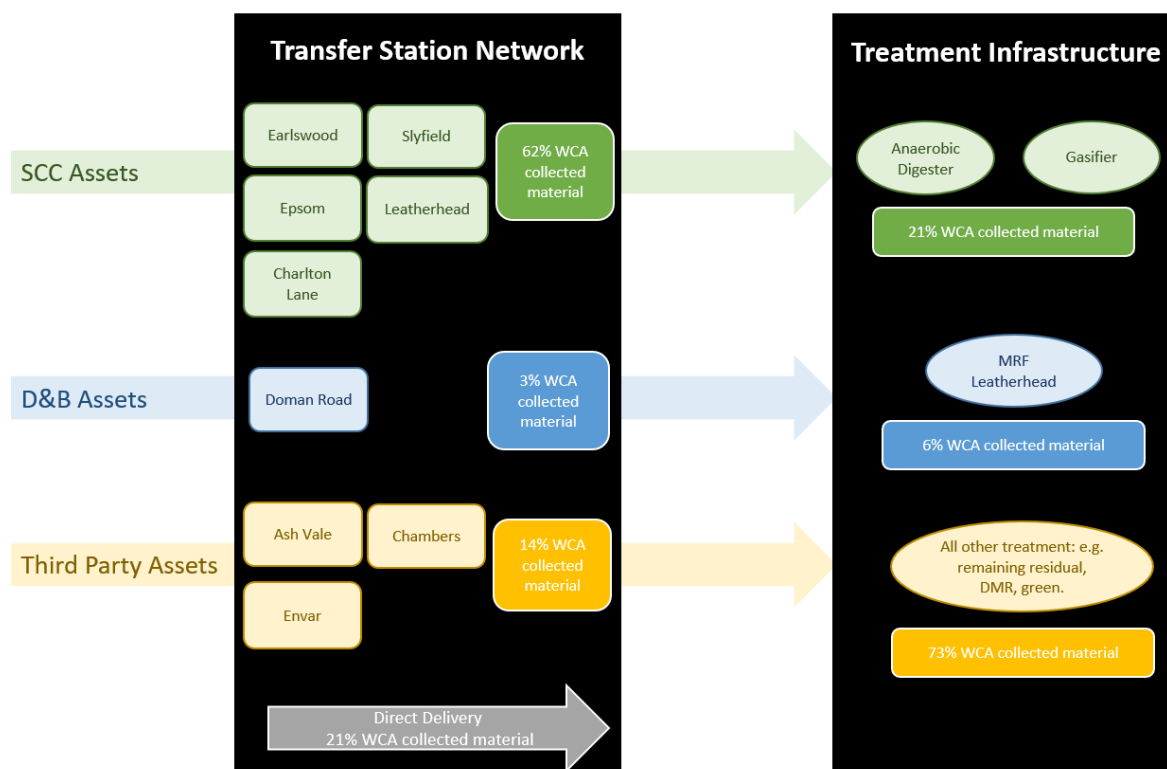 Transfer Station Network
Treatment Infrastructure
SCC Assets
Earlswood
Slyfield
Epsom
Leatherhead
Charlton
Lane
62% WCA
collected
material
Anaerobic
Digester
Gasifier
21% WCA collected material
D&B Assets
Doman Road
3% WCA
collected
material
MRF
Leatherhead
6% WCA collected material
Third Party Assets
Ash Vale
Chambers
Envar
14% WCA
collected
material
All other treatment: e.g.
remaining residual,
DMR, green.
73% WCA collected material
Direct Delivery
21% WCA collected material